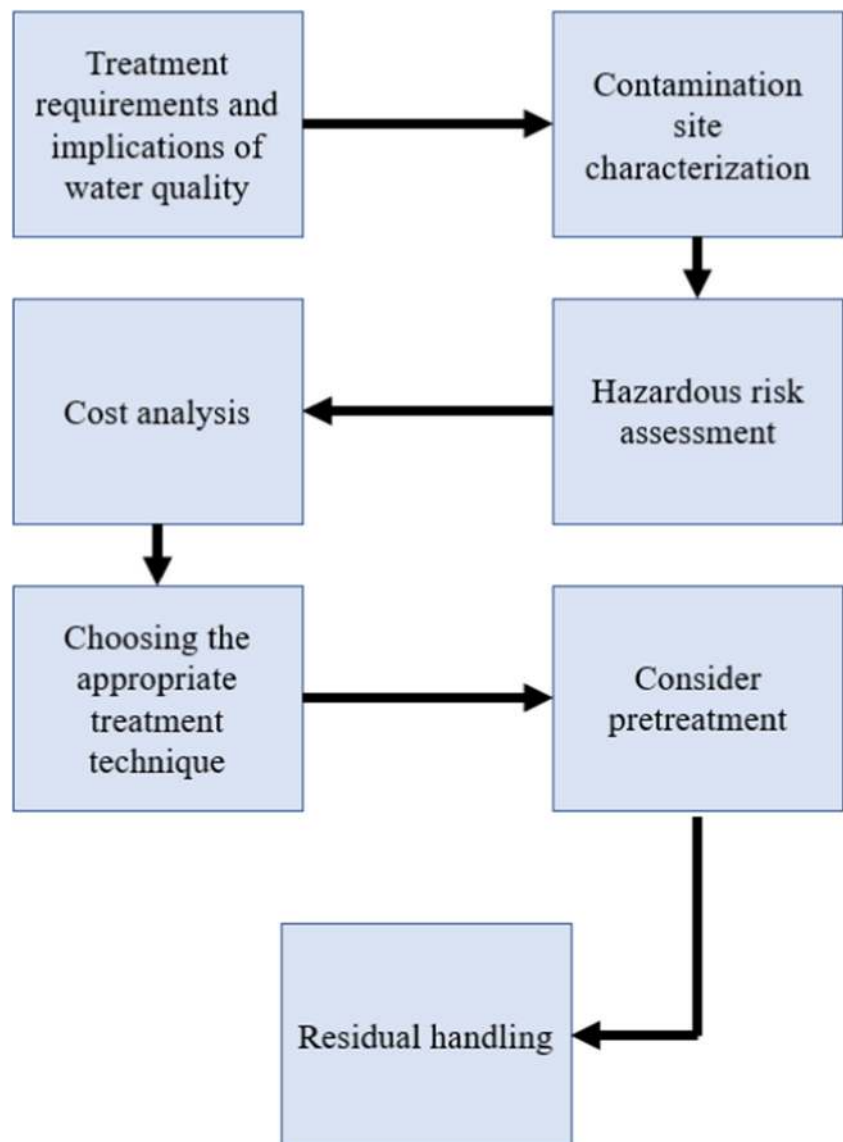 Treatment
requirements and
implications of
water quality
Contamination
site
characterization
Hazardous risk
assessment
Cost analysis
Choosing the
appropriate
treatment
technique
Consider
pretreatment
Residual handling